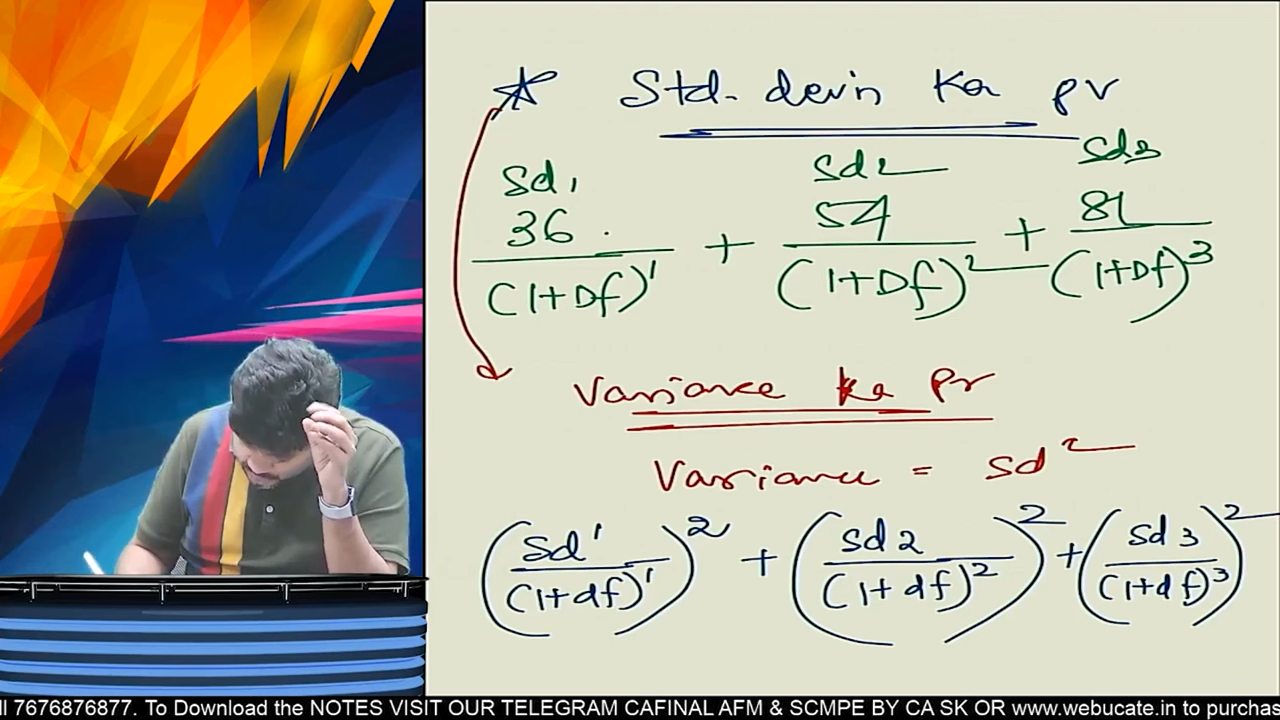 Std. devin Ka pv
sd1 sd2 sd3
36 / (1+Df)^1 + 54 / (1+Df)^2 + 81 / (1+Df)^3
Variance Ka Pv
Variance = sd^2
(sd1 / (1+df)^1)^2 + (sd2 / (1+df)^2)^2 + (sd3 / (1+df)^3)^2
ll 7676876877. To Download the NOTES VISIT OUR TELEGRAM CAFINAL AFM & SCMPE BY CA SK OR www.webucate.in to purchas